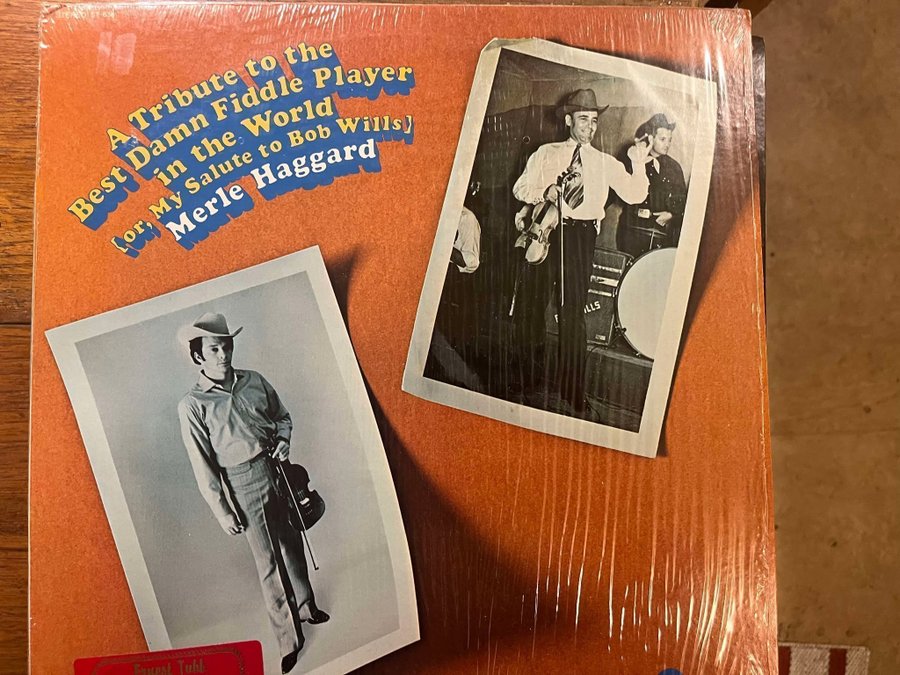 A Tribute to the
Best Damn Fiddle Player
in the World
(or, My Salute to Bob Wills)
Merle Haggard
Ernest Tubb